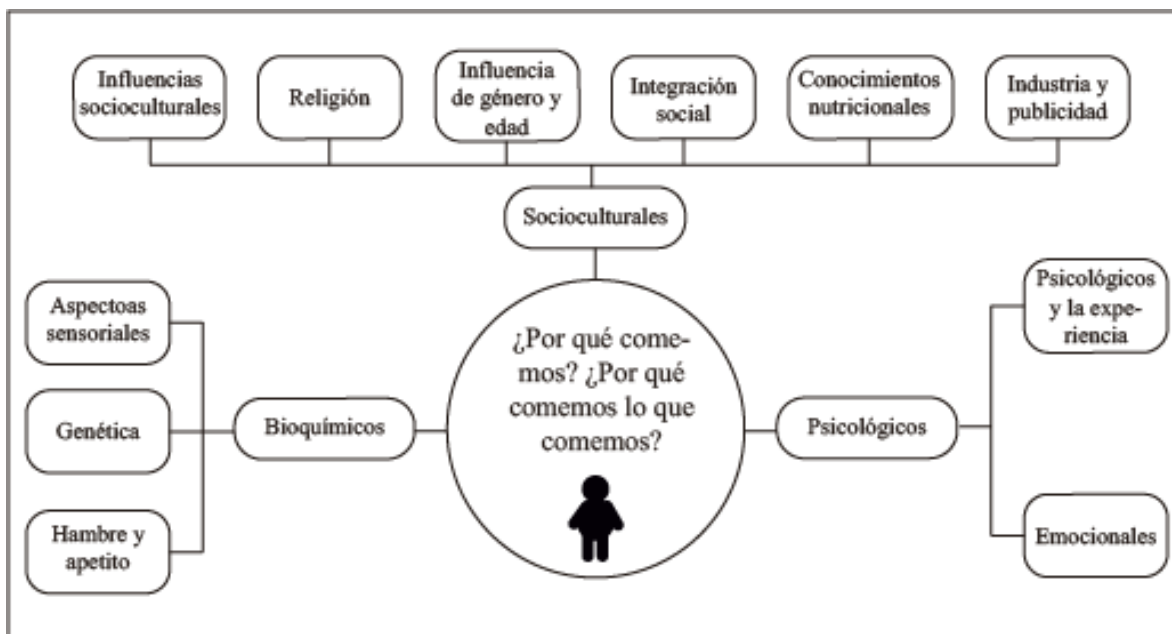 Influencias
socioculturales
Religión
Influencia
de género y
edad
Integración
social
Conocimientos
nutricionales
Industria y
publicidad
Socioculturales
Aspectoas
sensoriales
Genética
Hambre y
apetito
Bioquímicos
¿Por qué come-
mos? ¿Por qué
comemos lo que
comemos?
Psicológicos
Psicológicos
y la expe-
riencia
Emocionales